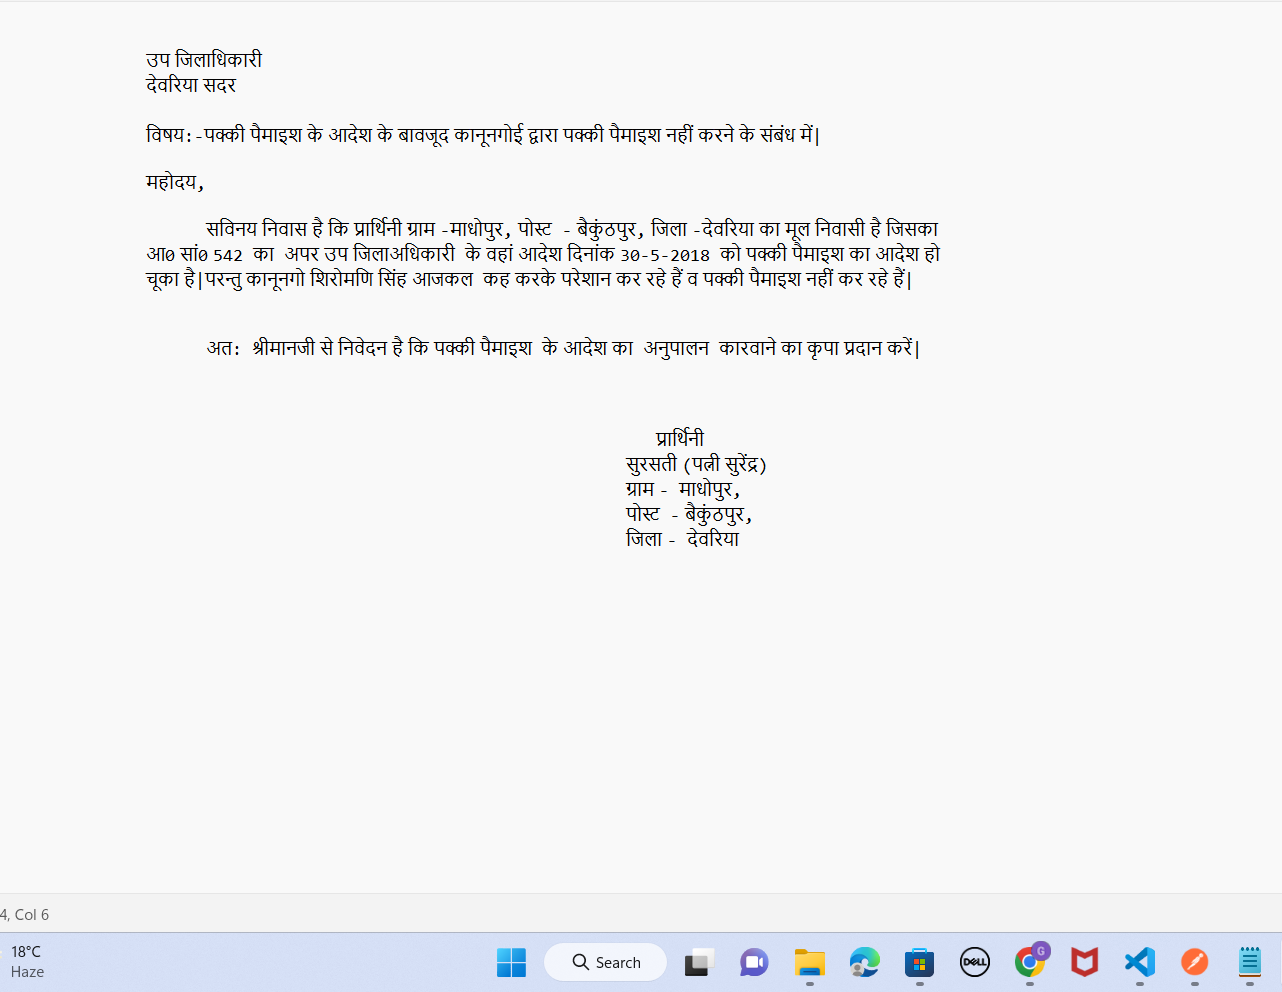 उप जिलाधिकारी
देवरिया सदर
विषय:-पक्की पैमाइश के आदेश के बावजूद कानूनगोई द्वारा पक्की पैमाइश नहीं करने के संबंध में|
महोदय,
सविनय निवास है कि प्रार्थिनी ग्राम -माधोपुर, पोस्ट - बैकुंठपुर, जिला -देवरिया का मूल निवासी है जिसका
आ0 सां0 542 का अपर उप जिलाअधिकारी के वहां आदेश दिनांक 30-5-2018 को पक्की पैमाइश का आदेश हो
चूका है|परन्तु कानूनगो शिरोमणि सिंह आजकल कह करके परेशान कर रहे हैं व पक्की पैमाइश नहीं कर रहे हैं|
अत: श्रीमानजी से निवेदन है कि पक्की पैमाइश के आदेश का अनुपालन कारवाने का कृपा प्रदान करें|
प्रार्थिनी
सुरसती (पत्नी सुरेंद्र)
ग्राम - माधोपुर,
पोस्ट - बैकुंठपुर,
जिला - देवरिया
4, Col 6
18°C
Haze
Search
DELL
G